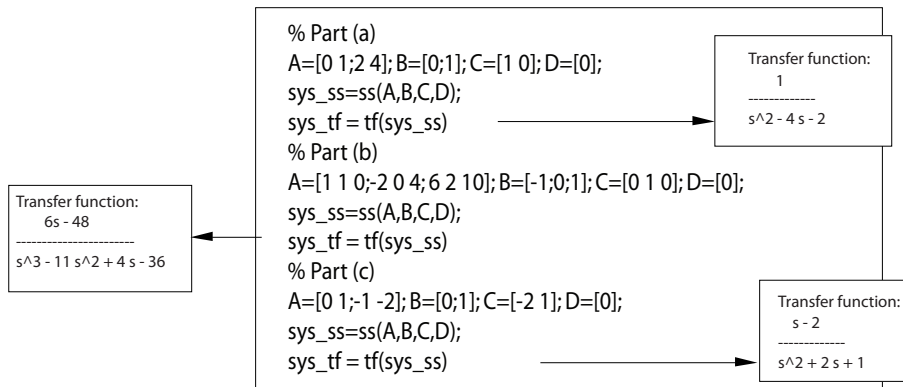 % Part (a)
A=[0 1;2 4]; B=[0;1]; C=[1 0]; D=[0];
sys_ss=ss(A,B,C,D);
sys_tf = tf(sys_ss)
Transfer function:
1
-------------
s^2 - 4 s - 2
% Part (b)
A=[1 1 0;-2 0 4;6 2 10]; B=[-1;0;1]; C=[0 1 0]; D=[0];
sys_ss=ss(A,B,C,D);
sys_tf = tf(sys_ss)
Transfer function:
6s - 48
-----------------------
s^3 - 11 s^2 + 4 s - 36
% Part (c)
A=[0 1;-1 -2]; B=[0;1]; C=[-2 1]; D=[0];
sys_ss=ss(A,B,C,D);
sys_tf = tf(sys_ss)
Transfer function:
s - 2
-------------
s^2 + 2 s + 1